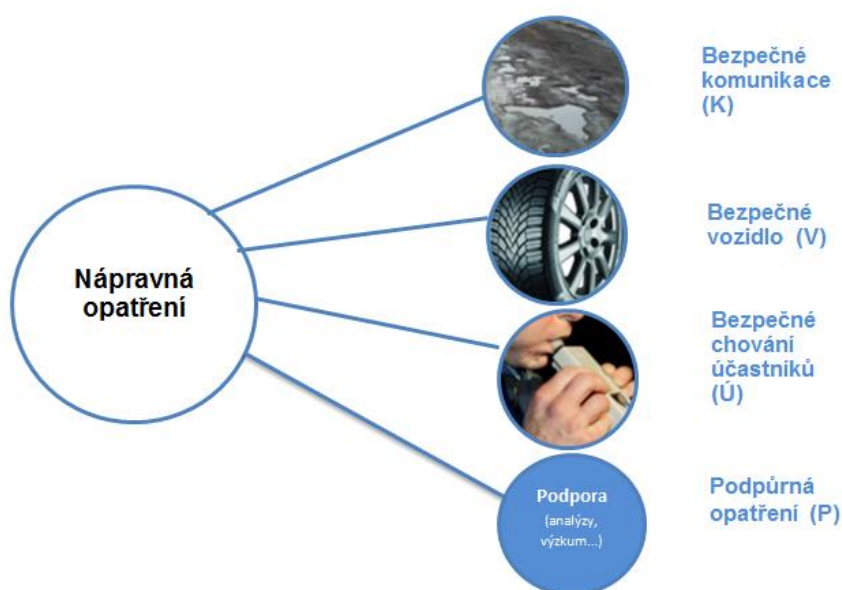 Bezpečné
komunikace
(K)
Bezpečné
vozidlo (V)
Nápravná
opatření
Bezpečné
chování
účastníků
(Ú)
Podpora
(analýzy,
výzkum...)
Podpůrná
opatření (P)